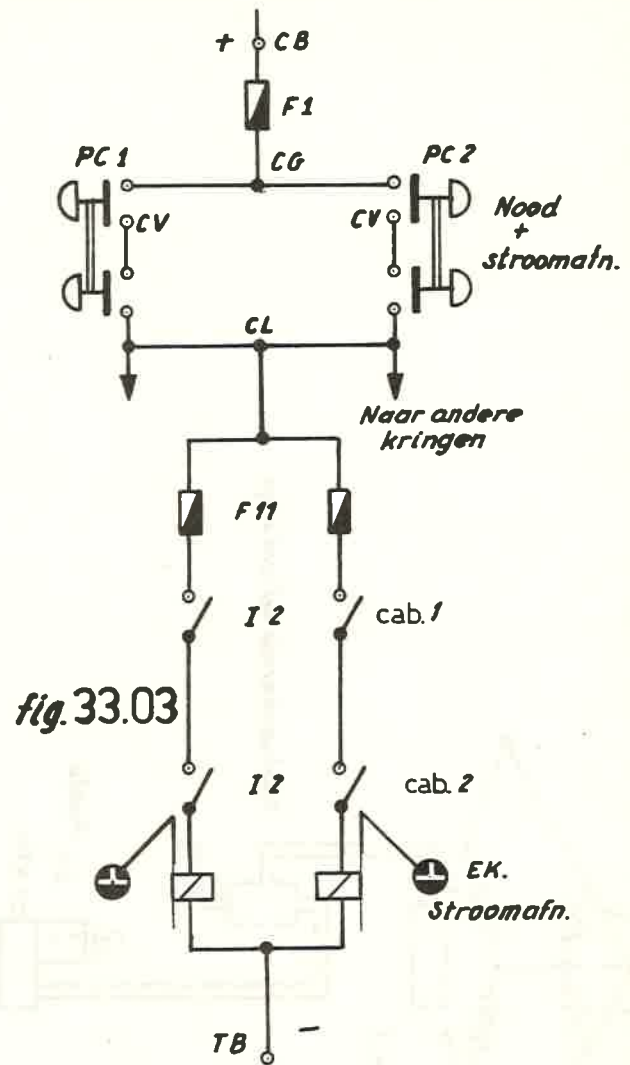 + CB
F1
CG
PC 1
PC 2
CV
CV
Nood
+
stroomafn.
CL
Naar andere
kringen
F 11
I 2
cab. 1
fig. 33.03
I 2
cab. 2
EK.
Stroomafn.
TB
−